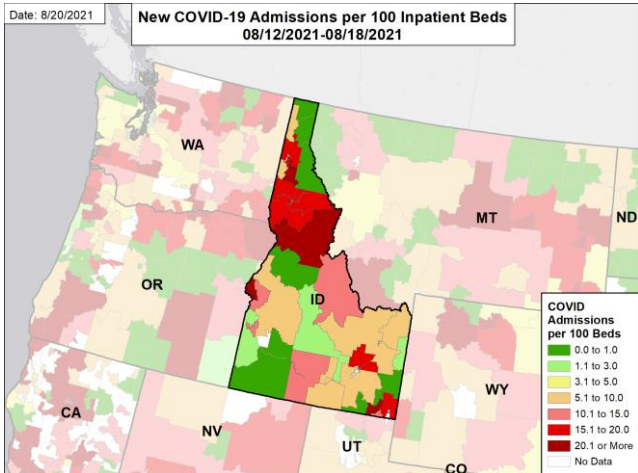 Date: 8/20/2021
New COVID-19 Admissions per 100 Inpatient Beds
08/12/2021-08/18/2021
WA
MT
ND
OR
ID
WY
CA
NV
UT
CO
COVID
Admissions
per 100 Beds
0.0 to 1.0
1.1 to 3.0
3.1 to 5.0
5.1 to 10.0
10.1 to 15.0
15.1 to 20.0
20.1 or More
No Data